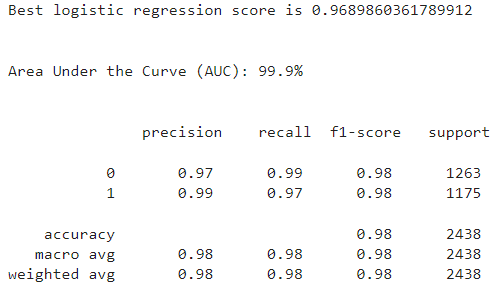 Best logistic regression score is 0.9689860361789912
Area Under the Curve (AUC): 99.9%
precision recall f1-score support
0 0.97 0.99 0.98 1263
1 0.99 0.97 0.98 1175
accuracy 0.98 2438
macro avg 0.98 0.98 0.98 2438
weighted avg 0.98 0.98 0.98 2438